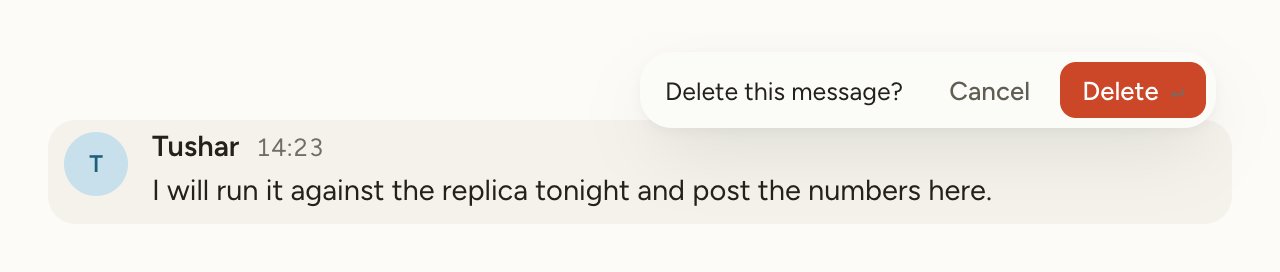 Delete this message? Cancel Delete ↵
T
Tushar 14:23
I will run it against the replica tonight and post the numbers here.